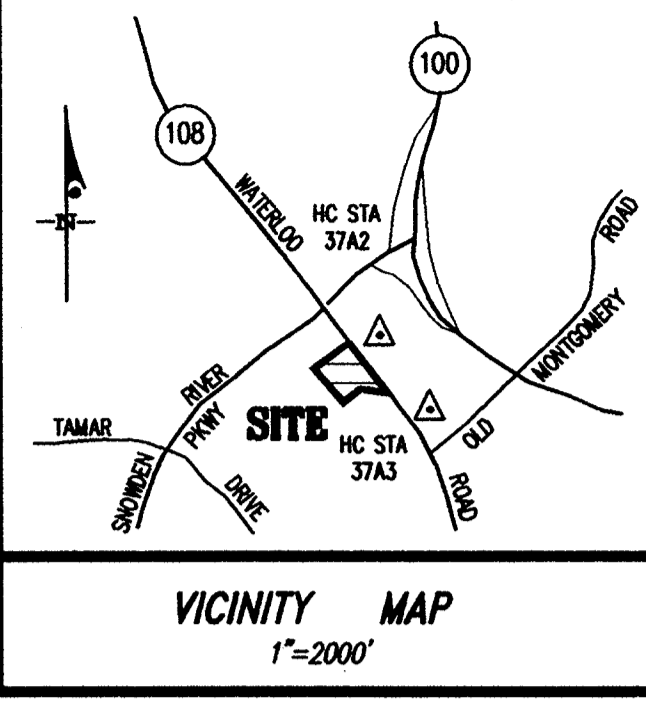 100
108
WATERLOO
HC STA
37A2
ROAD
N
MONTGOMERY
RIVER
PKWY
SITE
TAMAR
OLD
HC STA
37A3
SNOWDEN
DRIVE
ROAD
VICINITY MAP
1"=2000'